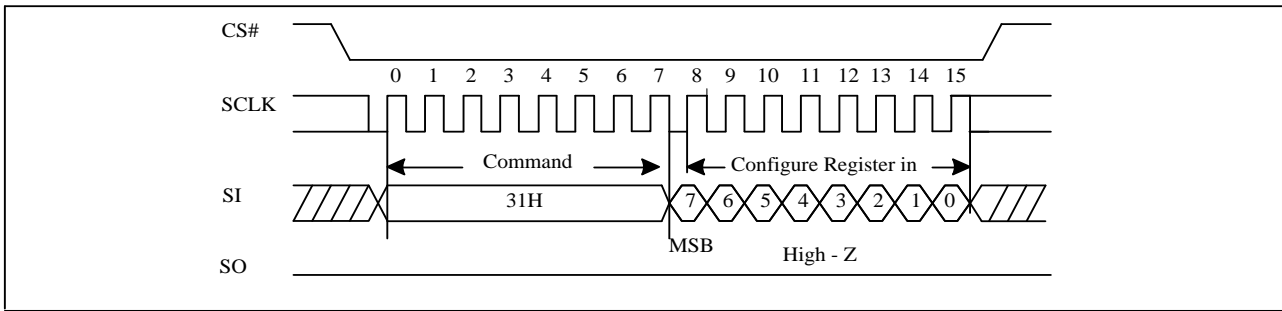 CS#
0 1 2 3 4 5 6 7 8 9 10 11 12 13 14 15
SCLK
Command Configure Register in
SI 31H 7 6 5 4 3 2 1 0
MSB High - Z
SO